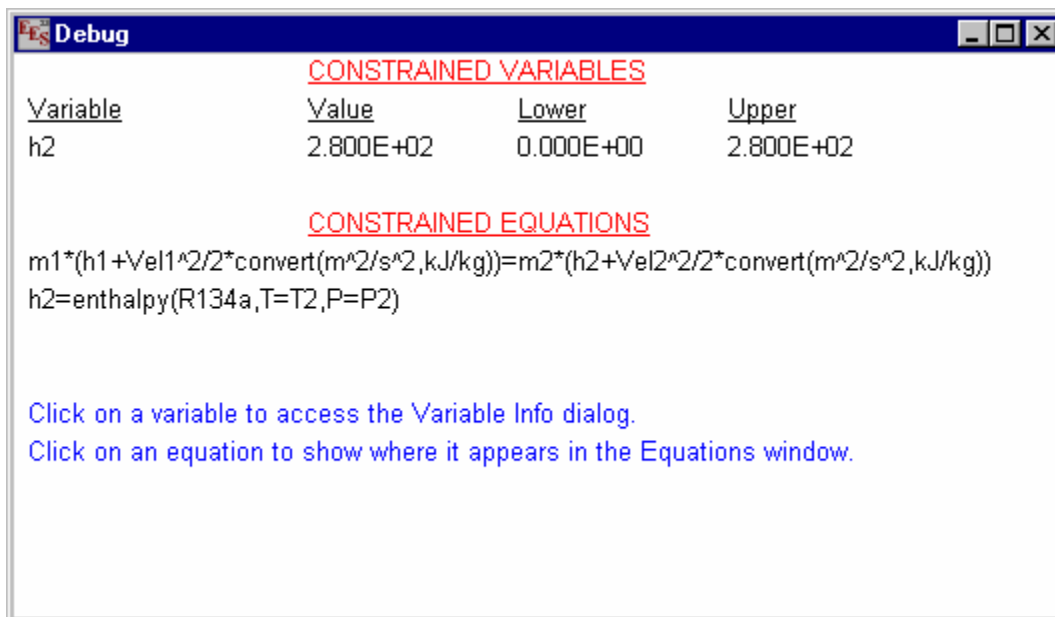 EES Debug
CONSTRAINED VARIABLES
Variable Value Lower Upper
h2 2.800E+02 0.000E+00 2.800E+02
CONSTRAINED EQUATIONS
m1*(h1+Vel1^2/2*convert(m^2/s^2,kJ/kg))=m2*(h2+Vel2^2/2*convert(m^2/s^2,kJ/kg))
h2=enthalpy(R134a,T=T2,P=P2)
Click on a variable to access the Variable Info dialog.
Click on an equation to show where it appears in the Equations window.